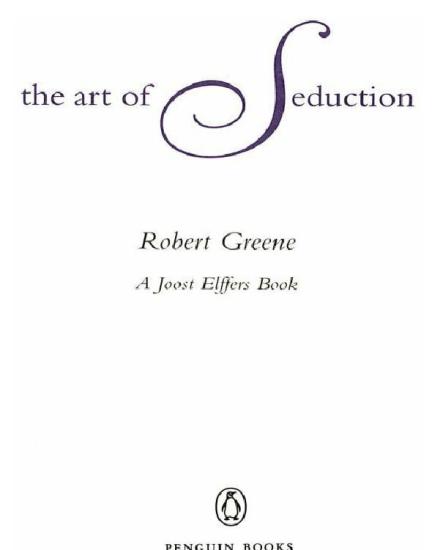 the art of Seduction
Robert Greene
A Joost Elffers Book
PENGUIN BOOKS